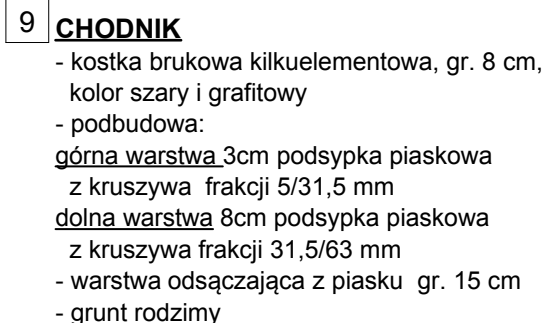 9 CHODNIK
- kostka brukowa kilkuelementowa, gr. 8 cm,
kolor szary i grafitowy
- podbudowa:
górna warstwa 3cm podsypka piaskowa
z kruszywa frakcji 5/31,5 mm
dolna warstwa 8cm podsypka piaskowa
z kruszywa frakcji 31,5/63 mm
- warstwa odsączająca z piasku gr. 15 cm
- grunt rodzimy